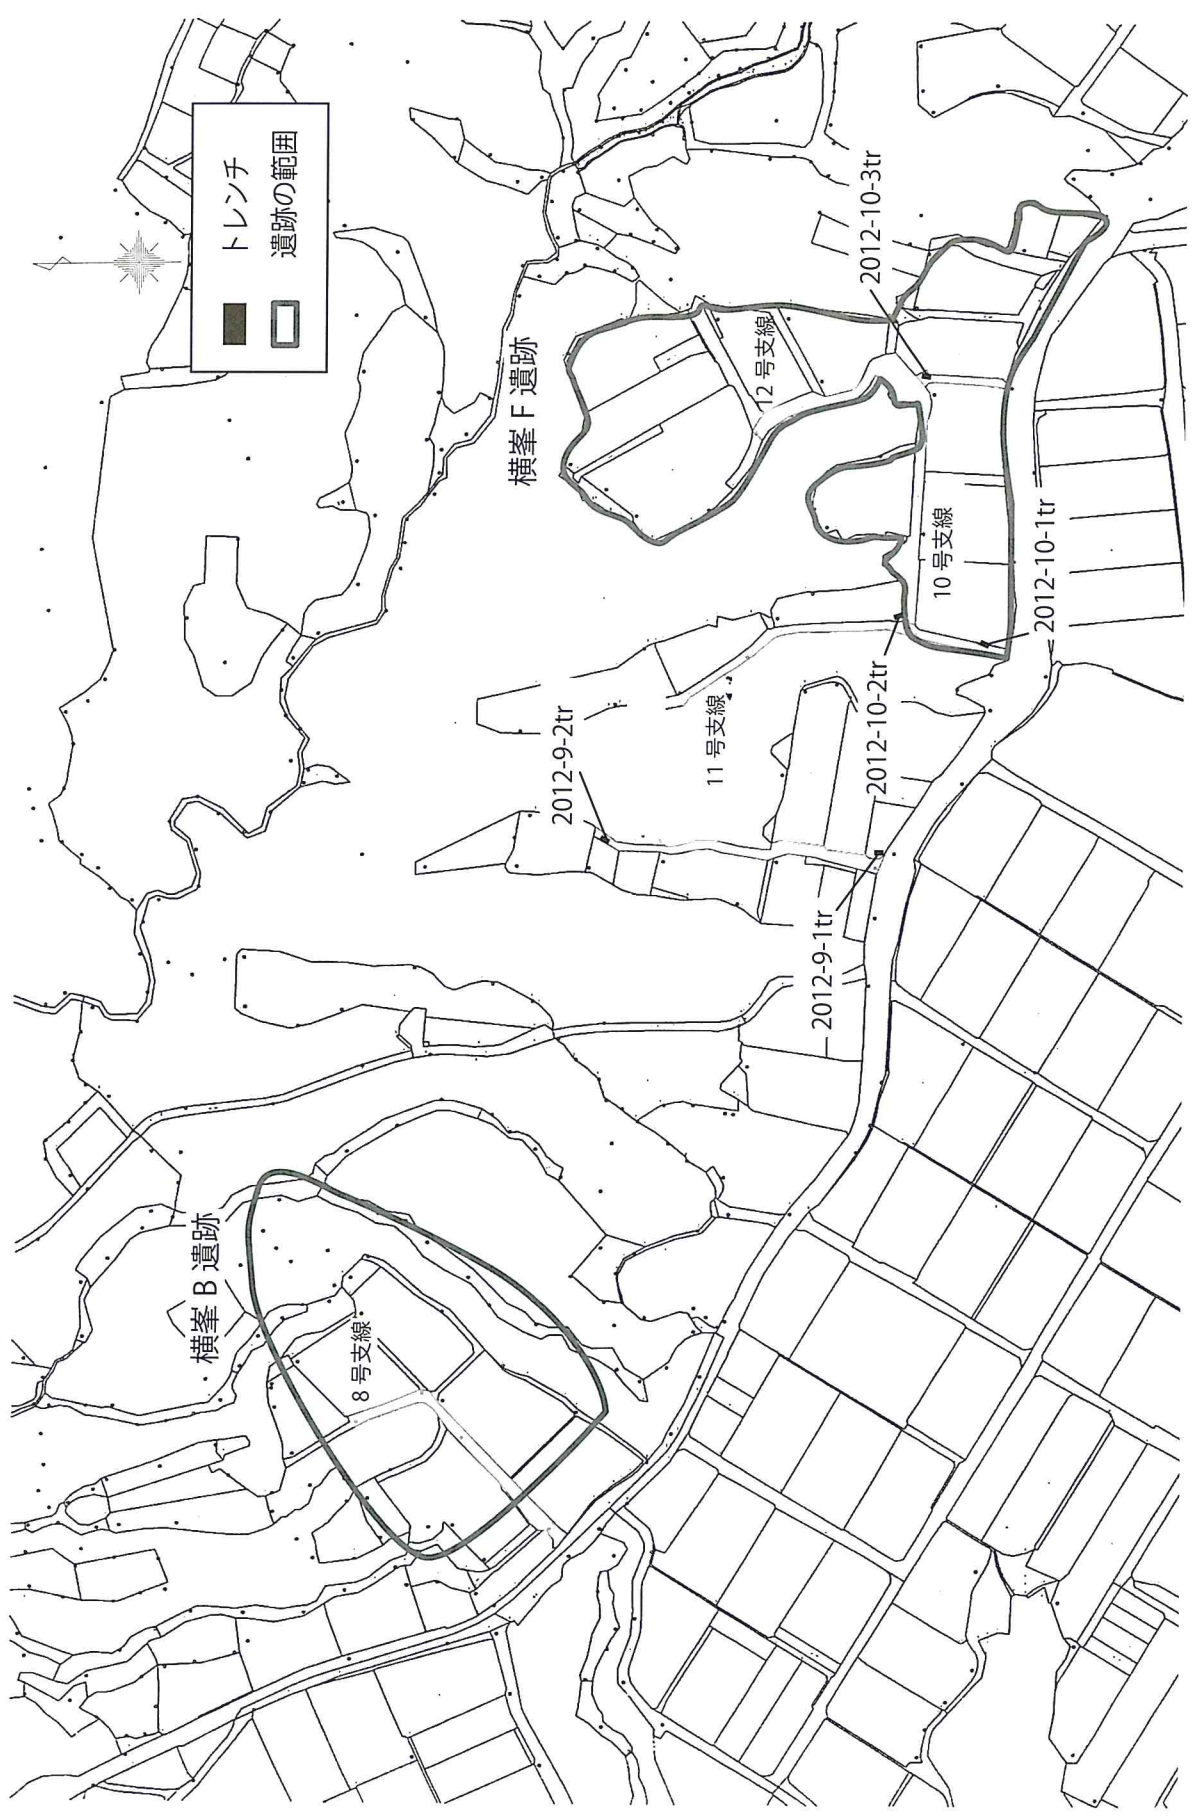 トレンチ
遺跡の範囲
横峯 B 遺跡
8 号支線
横峯 F 遺跡
12 号支線
2012-10-3tr
10 号支線
2012-10-1tr
2012-10-2tr
11 号支線
2012-9-2tr
2012-9-1tr